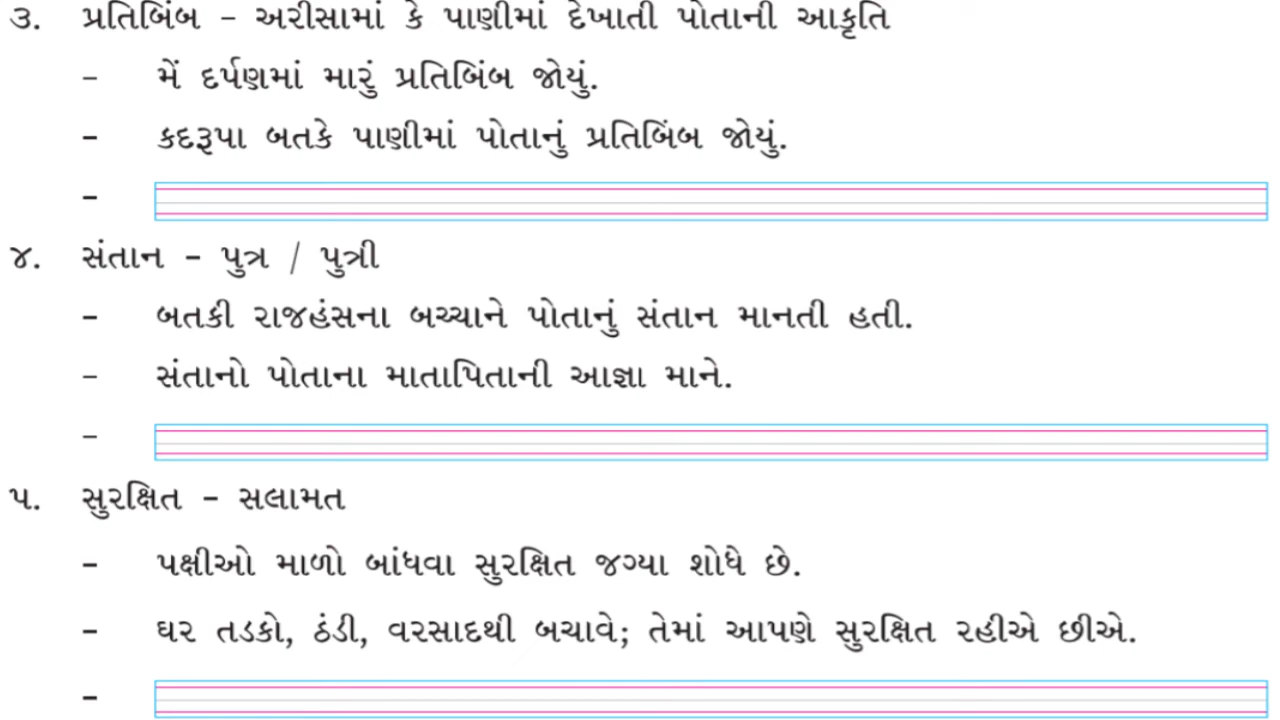 ૩. પ્રતિબિંબ - અરીસામાં કે પાણીમાં દેખાતી પોતાની આકૃતિ
- મેં દર્પણમાં મારું પ્રતિબિંબ જોયું.
- કદરૂપા બતકે પાણીમાં પોતાનું પ્રતિબિંબ જોયું.
-
૪. સંતાન - પુત્ર / પુત્રી
- બતકી રાજહંસના બચ્ચાને પોતાનું સંતાન માનતી હતી.
- સંતાનો પોતાના માતાપિતાની આજ્ઞા માને.
-
૫. સુરક્ષિત - સલામત
- પક્ષીઓ માળો બાંધવા સુરક્ષિત જગ્યા શોધે છે.
- ઘર તડકો, ઠંડી, વરસાદથી બચાવે; તેમાં આપણે સુરક્ષિત રહીએ છીએ.
-